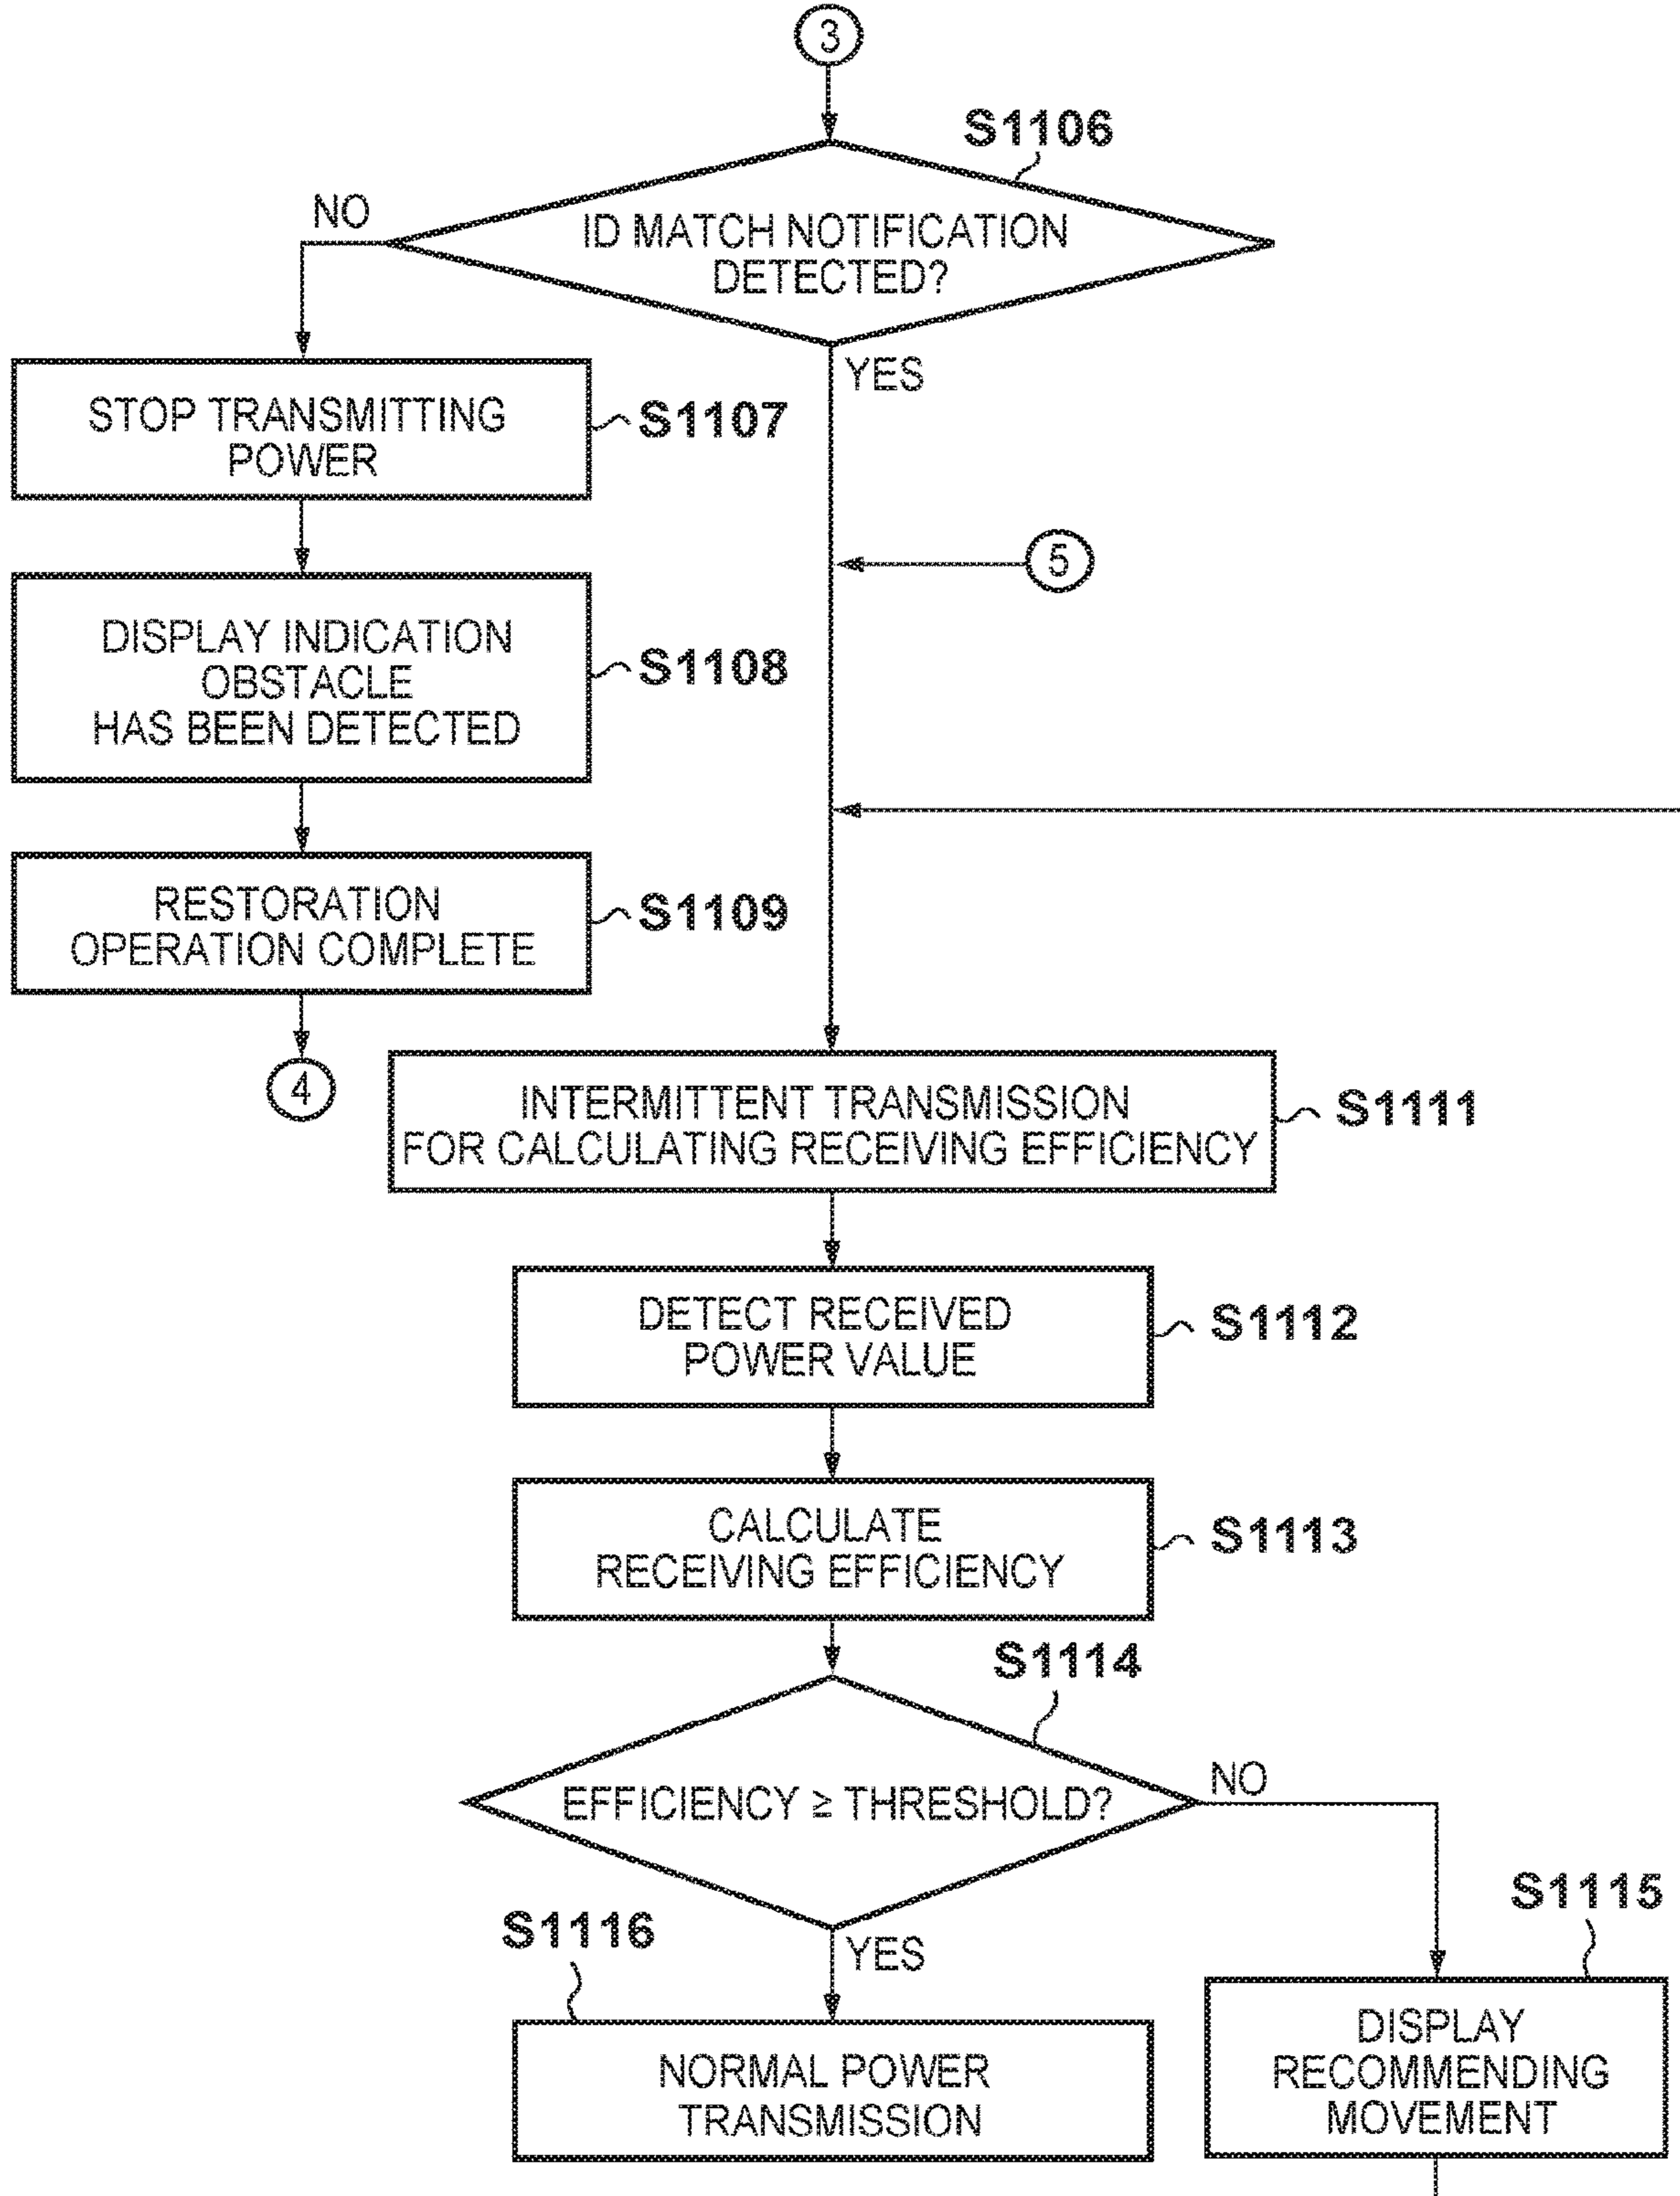 3
S1106
NO
ID MATCH NOTIFICATION
DETECTED?
YES
STOP TRANSMITTING
POWER
S1107
5
DISPLAY INDICATION
OBSTACLE
HAS BEEN DETECTED
S1108
RESTORATION
OPERATION COMPLETE
S1109
4
INTERMITTENT TRANSMISSION
FOR CALCULATING RECEIVING EFFICIENCY
S1111
DETECT RECEIVED
POWER VALUE
S1112
CALCULATE
RECEIVING EFFICIENCY
S1113
S1114
EFFICIENCY ≥ THRESHOLD?
NO
YES
S1116
NORMAL POWER
TRANSMISSION
S1115
DISPLAY
RECOMMENDING
MOVEMENT